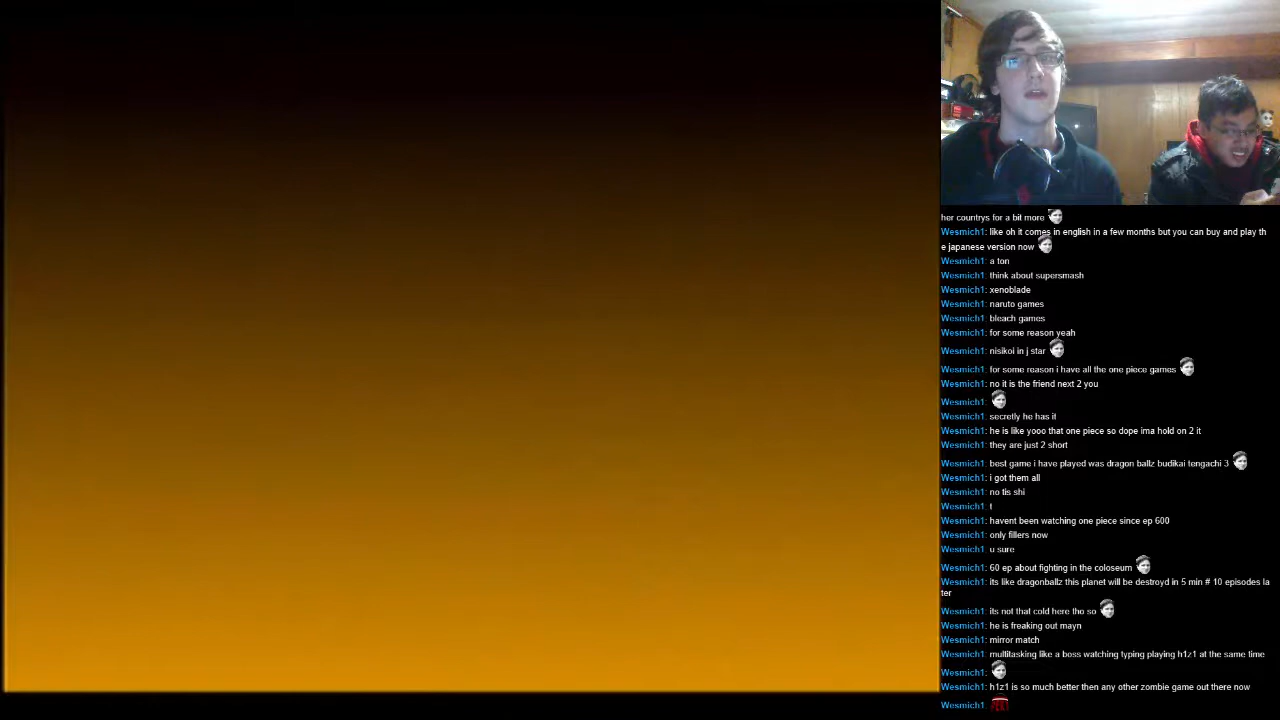 her countrys for a bit more
Wesmich1: like oh it comes in english in a few months but you can buy and play th
e japanese version now
Wesmich1: a ton
Wesmich1: think about supersmash
Wesmich1: xenoblade
Wesmich1: naruto games
Wesmich1: bleach games
Wesmich1: for some reason yeah
Wesmich1: nisikoi in j star
Wesmich1: for some reason i have all the one piece games
Wesmich1: no it is the friend next 2 you
Wesmich1:
Wesmich1: secretly he has it
Wesmich1: he is like yooo that one piece so dope ima hold on 2 it
Wesmich1: they are just 2 short
Wesmich1: best game i have played was dragon ballz budikai tengachi 3
Wesmich1: i got them all
Wesmich1: no tis shi
Wesmich1: t
Wesmich1: havent been watching one piece since ep 600
Wesmich1: only fillers now
Wesmich1: u sure
Wesmich1: 60 ep about fighting in the coloseum
Wesmich1: its like dragonballz this planet will be destroyd in 5 min # 10 episodes la
ter
Wesmich1: its not that cold here tho so
Wesmich1: he is freaking out mayn
Wesmich1: mirror match
Wesmich1: multitasking like a boss watching typing playing h1z1 at the same time
Wesmich1:
Wesmich1: h1z1 is so much better then any other zombie game out there now
Wesmich1: